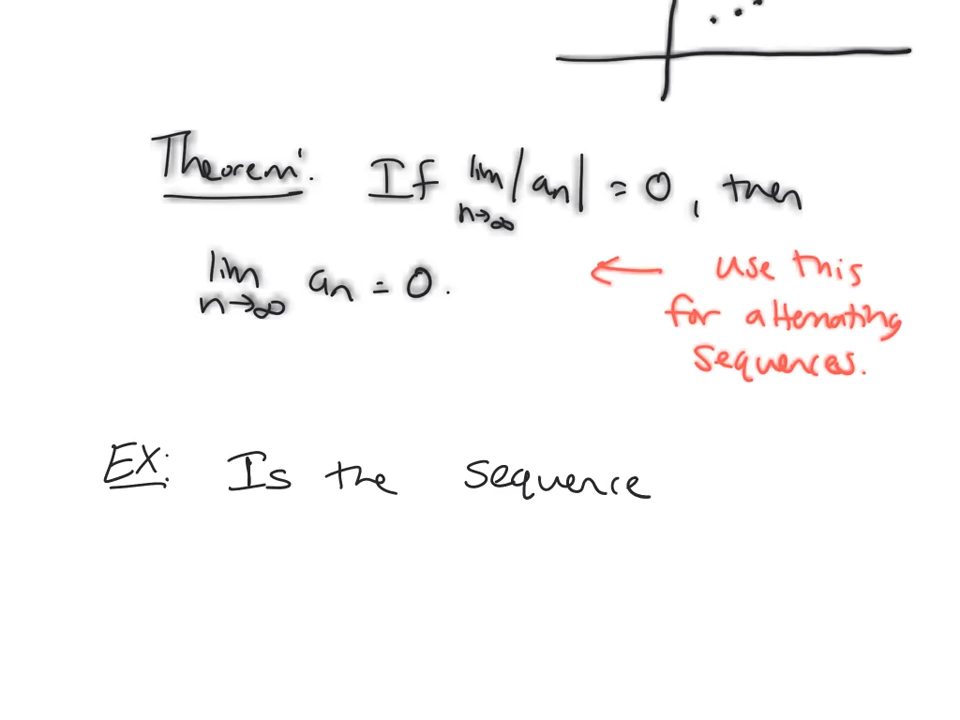 Theorem: If lim n→∞ |an| = 0, then
lim n→∞ an = 0.
← use this
for alternating
sequences.
EX: Is the sequence